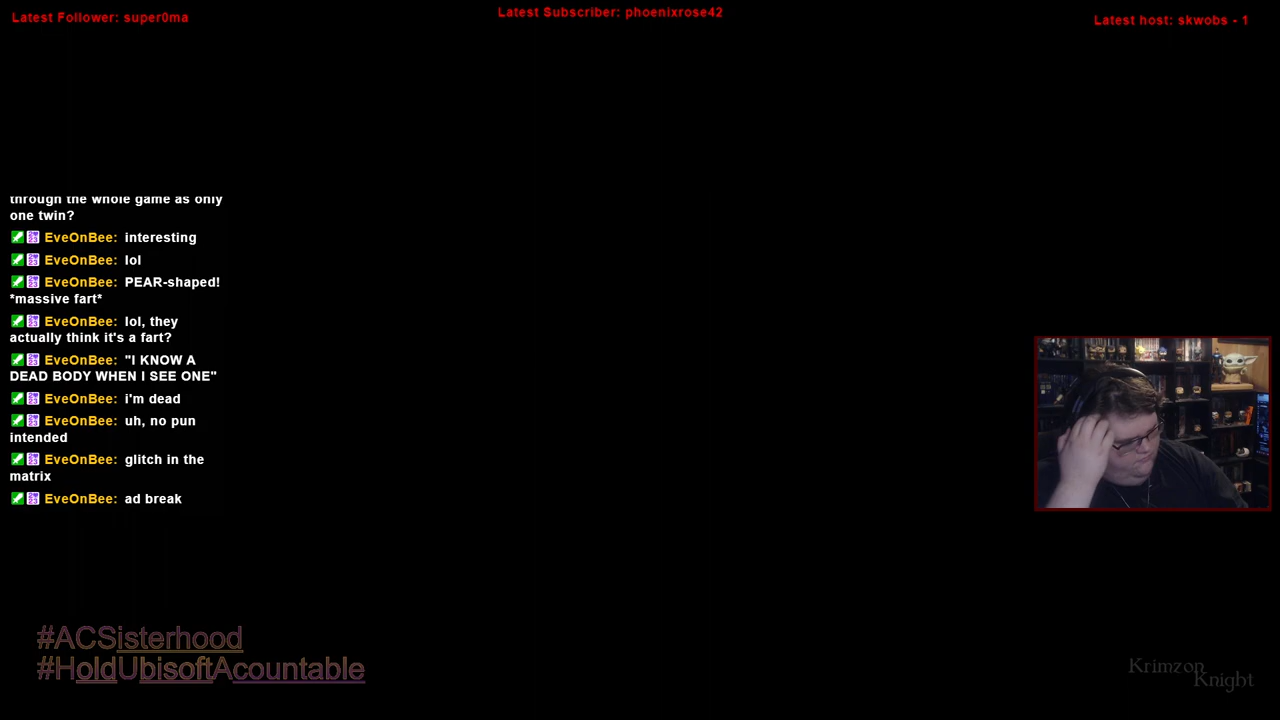 Latest Follower: super0ma
Latest Subscriber: phoenixrose42
Latest host: skwobs - 1
through the whole game as only
one twin?
EveOnBee: interesting
EveOnBee: lol
EveOnBee: PEAR-shaped!
*massive fart*
EveOnBee: lol, they
actually think it's a fart?
EveOnBee: "I KNOW A
DEAD BODY WHEN I SEE ONE"
EveOnBee: i'm dead
EveOnBee: uh, no pun
intended
EveOnBee: glitch in the
matrix
EveOnBee: ad break
#ACSisterhood
#HoldUbisoftAcountable
Krimzon
Knight